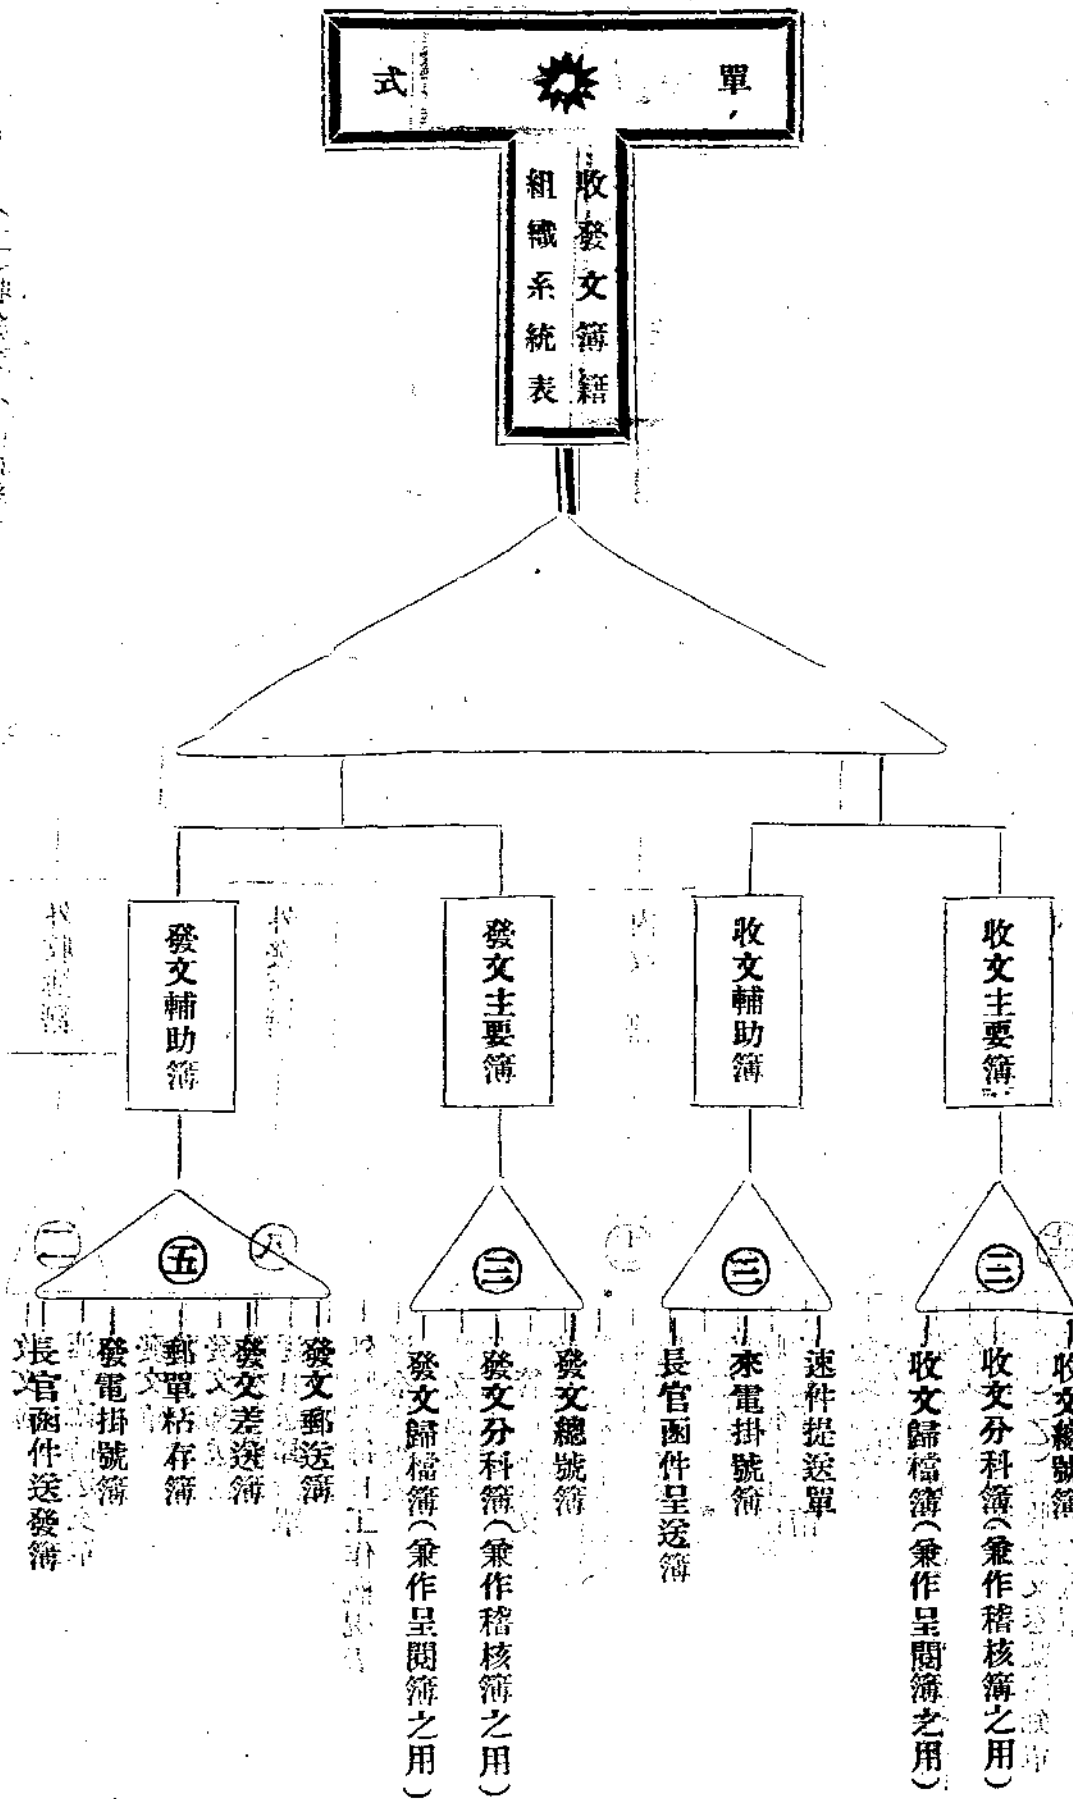 單式
收發文簿籍
組織系統表
收文主要簿
㊂
收文總號簿
收文分科簿(兼作稽核簿之用)
收文歸檔簿(兼作呈閱簿之用)
收文輔助簿
㊂
速件提送單
來電掛號簿
長官函件呈送簿
發文主要簿
㊂
發文總號簿
發文分科簿(兼作稽核簿之用)
發文歸檔簿(兼作呈閱簿之用)
發文輔助簿
㊄
發文郵送簿
發文差送簿
郵單粘存簿
發電掛號簿
長官函件送發簿